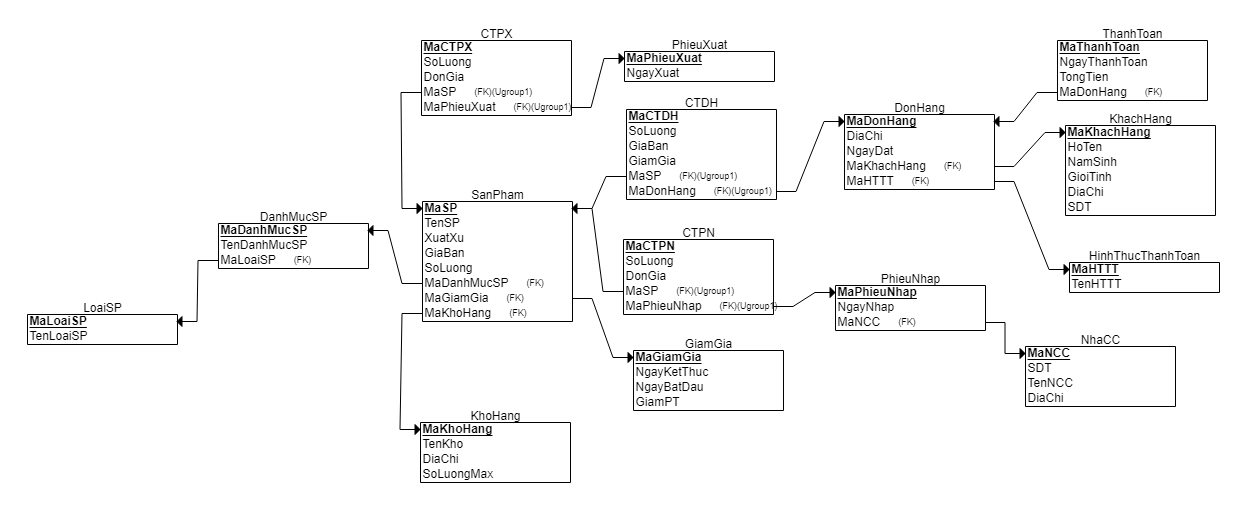 CTPX
MaCTPX
SoLuong
DonGia
MaSP (FK)(Ugroup1)
MaPhieuXuat (FK)(Ugroup1)
PhieuXuat
MaPhieuXuat
NgayXuat
ThanhToan
MaThanhToan
NgayThanhToan
TongTien
MaDonHang (FK)
CTDH
MaCTDH
SoLuong
GiaBan
GiamGia
MaSP (FK)(Ugroup1)
MaDonHang (FK)(Ugroup1)
DonHang
MaDonHang
DiaChi
NgayDat
MaKhachHang (FK)
MaHTTT (FK)
KhachHang
MaKhachHang
HoTen
NamSinh
GioiTinh
DiaChi
SDT
SanPham
MaSP
TenSP
XuatXu
GiaBan
SoLuong
MaDanhMucSP (FK)
MaGiamGia (FK)
MaKhoHang (FK)
DanhMucSP
MaDanhMucSP
TenDanhMucSP
MaLoaiSP (FK)
CTPN
MaCTPN
SoLuong
DonGia
MaSP (FK)(Ugroup1)
MaPhieuNhap (FK)(Ugroup1)
HinhThucThanhToan
MaHTTT
TenHTTT
PhieuNhap
MaPhieuNhap
NgayNhap
MaNCC (FK)
LoaiSP
MaLoaiSP
TenLoaiSP
GiamGia
MaGiamGia
NgayKetThuc
NgayBatDau
GiamPT
NhaCC
MaNCC
SDT
TenNCC
DiaChi
KhoHang
MaKhoHang
TenKho
DiaChi
SoLuongMax